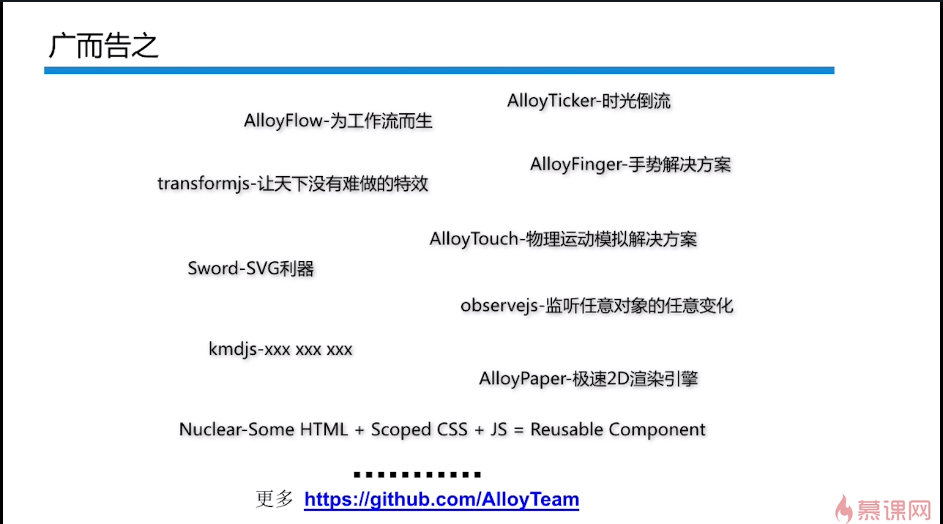 广而告之
AlloyTicker-时光倒流
AlloyFlow-为工作流而生
AlloyFinger-手势解决方案
transformjs-让天下没有难做的特效
AlloyTouch-物理运动模拟解决方案
Sword-SVG利器
observejs-监听任意对象的任意变化
kmdjs-xxx xxx xxx
AlloyPaper-极速2D渲染引擎
Nuclear-Some HTML + Scoped CSS + JS = Reusable Component
...........
更多 https://github.com/AlloyTeam
慕课网